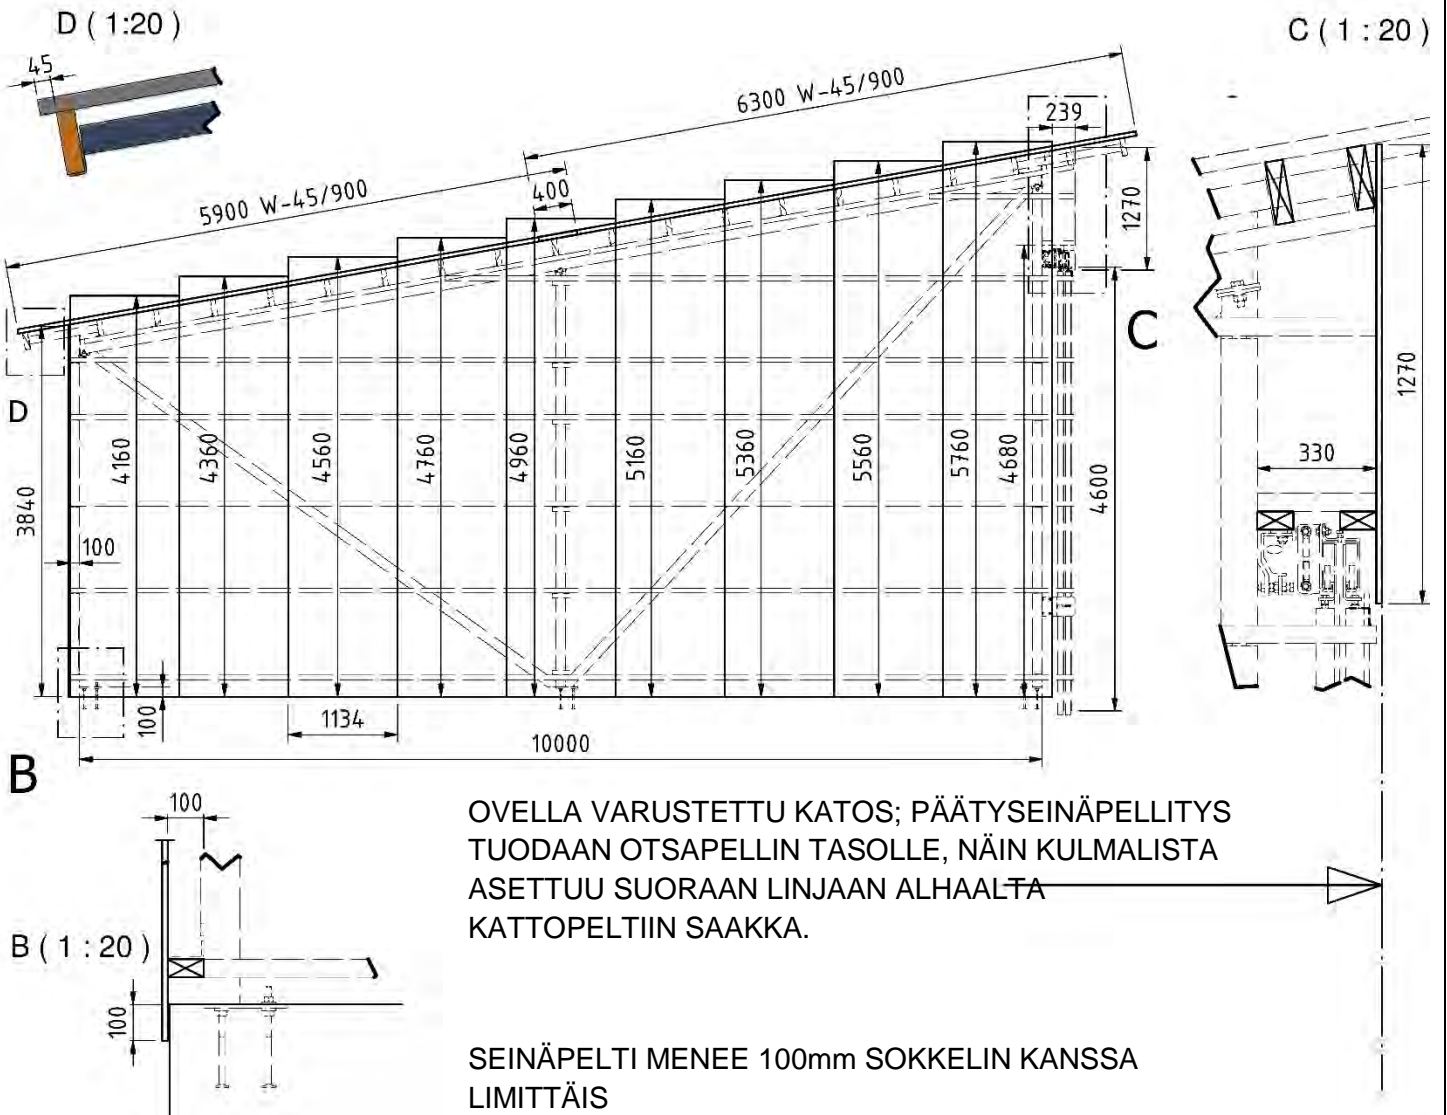 D ( 1:20 )
C ( 1 : 20 )
45
6300 W-45/900
239
5900 W-45/900
400
1270
C
1270
D
3840
4160
4360
4560
4760
4960
5160
5360
5560
5760
4680
4600
330
100
100
1134
10000
B
100
OVELLA VARUSTETTU KATOS; PÄÄTYSEINÄPELLITYS
TUODAAN OTSAPELLIN TASOLLE, NÄIN KULMALISTA
ASETTUU SUORAAN LINJAAN ALHAALTA
KATTOPELTIIN SAAKKA.
B ( 1 : 20 )
100
SEINÄPELTI MENEE 100mm SOKKELIN KANSSA
LIMITTÄIS